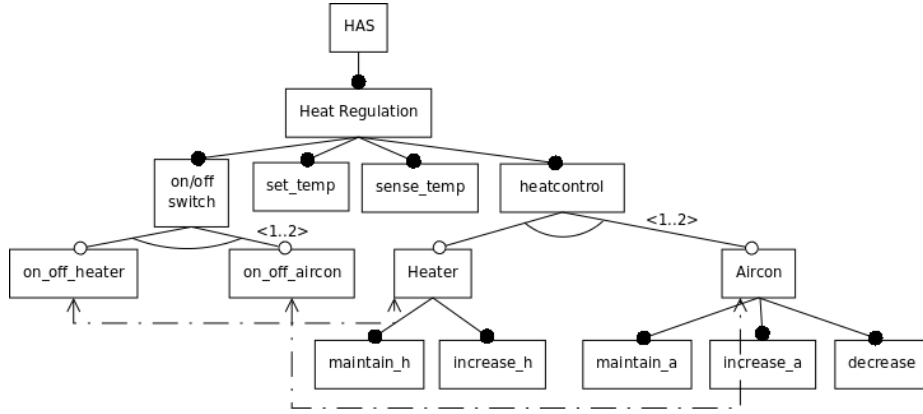 HAS
Heat Regulation
on/off
switch
set_temp
sense_temp
heatcontrol
<1..2>
<1..2>
on_off_heater
on_off_aircon
Heater
Aircon
maintain_h
increase_h
maintain_a
increase_a
decrease